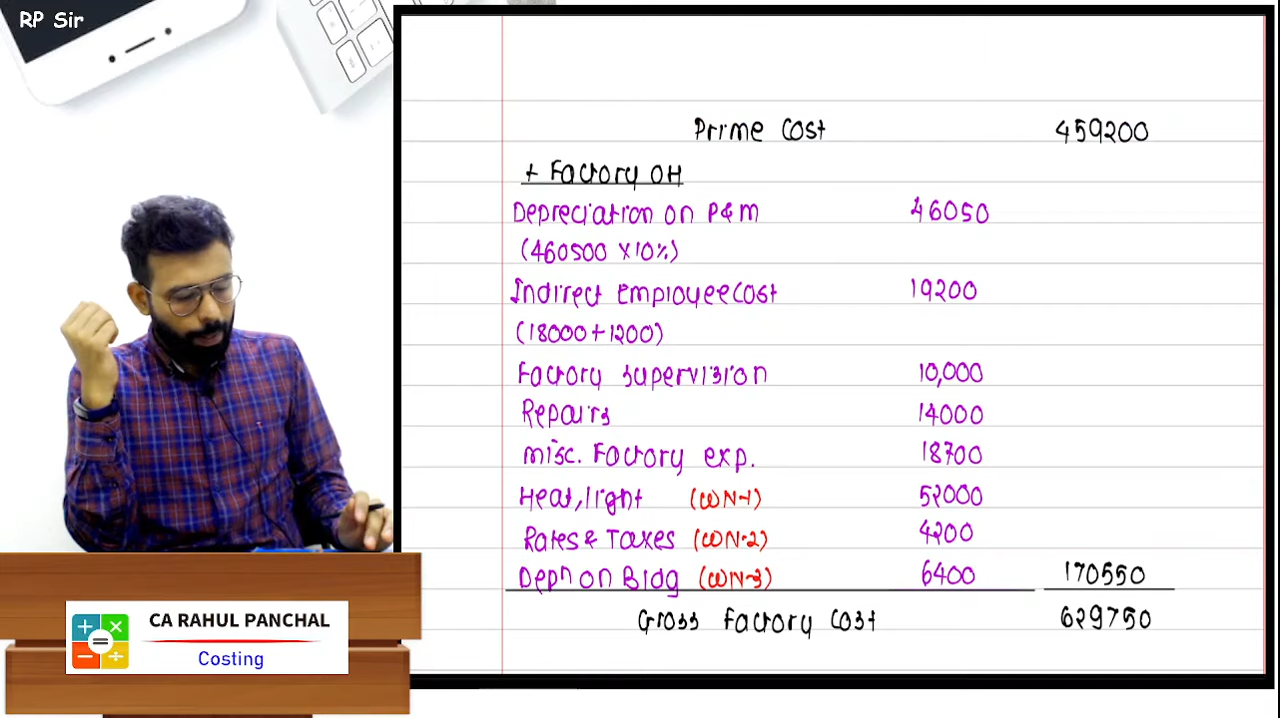 RP Sir
Prime Cost 459200
+ Factory OH
Depreciation on P&M 46050
(460500 x10%)
Indirect Employee Cost 19200
(18000+1200)
Factory supervision 10,000
Repairs 14000
misc. Factory exp. 18700
Heat, light (WN-1) 52000
Rates & Taxes (WN-2) 4200
Depn on Bldg (WN-3) 6400 170550
Gross Factory Cost 629750
CA RAHUL PANCHAL
Costing